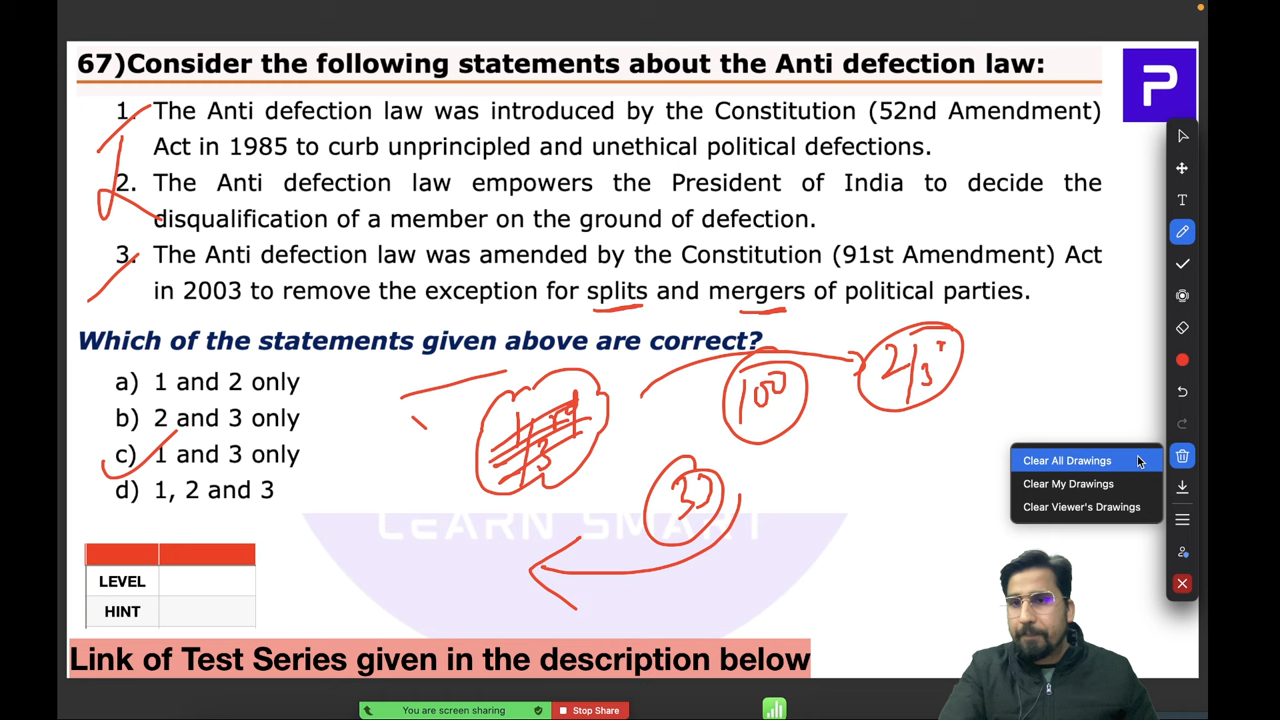 67)Consider the following statements about the Anti defection law:
P
1. The Anti defection law was introduced by the Constitution (52nd Amendment)
Act in 1985 to curb unprincipled and unethical political defections.
2. The Anti defection law empowers the President of India to decide the
disqualification of a member on the ground of defection.
3. The Anti defection law was amended by the Constitution (91st Amendment) Act
in 2003 to remove the exception for splits and mergers of political parties.
Which of the statements given above are correct?
a) 1 and 2 only
b) 2 and 3 only
c) 1 and 3 only
d) 1, 2 and 3
100
2/3
33
Clear All Drawings
Clear My Drawings
Clear Viewer's Drawings
LEARN SMART
LEVEL
HINT
Link of Test Series given in the description below
You are screen sharing
Stop Share